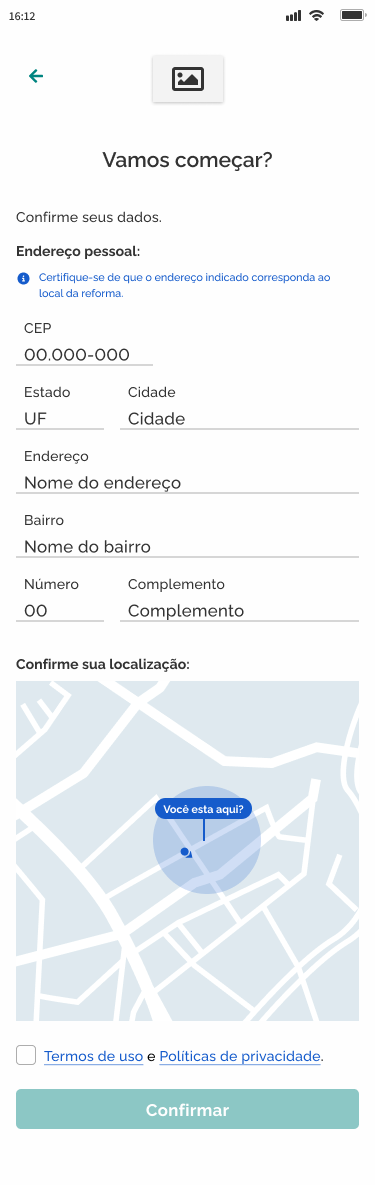 16:12
Vamos começar?
Confirme seus dados.
Endereço pessoal:
Certifique-se de que o endereço indicado corresponda ao
local da reforma.
CEP
00.000-000
Estado
Cidade
UF
Cidade
Endereço
Nome do endereço
Bairro
Nome do bairro
Número
Complemento
00
Complemento
Confirme sua localização:
Você esta aqui?
Termos de uso e Políticas de privacidade.
Confirmar